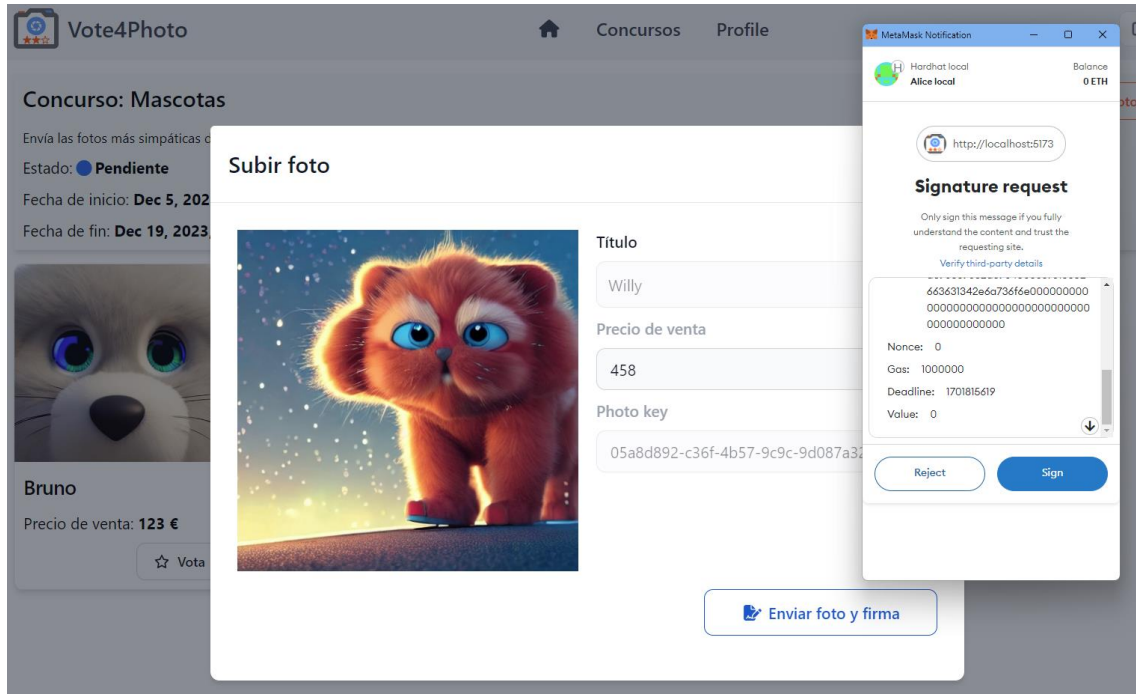 Vote4Photo
Concursos
Profile
Concurso: Mascotas
Envía las fotos más simpáticas
Estado: Pendiente
Fecha de inicio: Dec 5, 202
Fecha de fin: Dec 19, 2023,
Bruno
Precio de venta: 123 €
Vota
Subir foto
Título
Willy
Precio de venta
458
Photo key
05a8d892-c36f-4b57-9c9c-9d087a32
Enviar foto y firma
MetaMask Notification
H
Hardhat local
Alice local
Balance
0 ETH
http://localhost:5173
Signature request
Only sign this message if you fully
understand the content and trust the
requesting site.
Verify third-party details
663631342e6a736f6e000000000
Nonce: 0
Gas: 1000000
Deadline: 1701815619
Value: 0
Reject
Sign